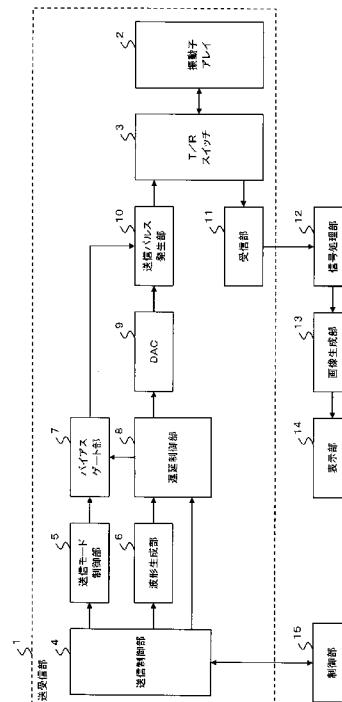 1
送受信部
4
送信制御部
5
送信モード
制御部
6
波形生成部
7
バイアス
ゲート部
8
遅延制御部
9
DAC
10
送信パルス
発生部
3
T/R
スイッチ
2
振動子
アレイ
11
受信部
12
信号処理部
13
画像生成部
14
表示部
15
制御部